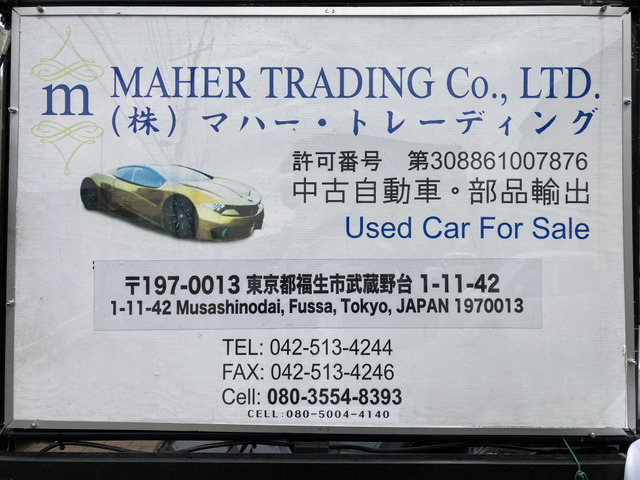 m
MAHER TRADING Co., LTD.
(株)マハー・トレーディング
許可番号 第308861007876
中古自動車。部品輸出
Used Car For Sale
〒197-0013 東京都福生市武蔵野台 1-11-42
1-11-42 Musashinodai, Fussa, Tokyo, JAPAN 1970013
TEL: 042-513-4244
FAX: 042-513-4246
Cell: 080-3554-8393
CELL:080-5004-4140